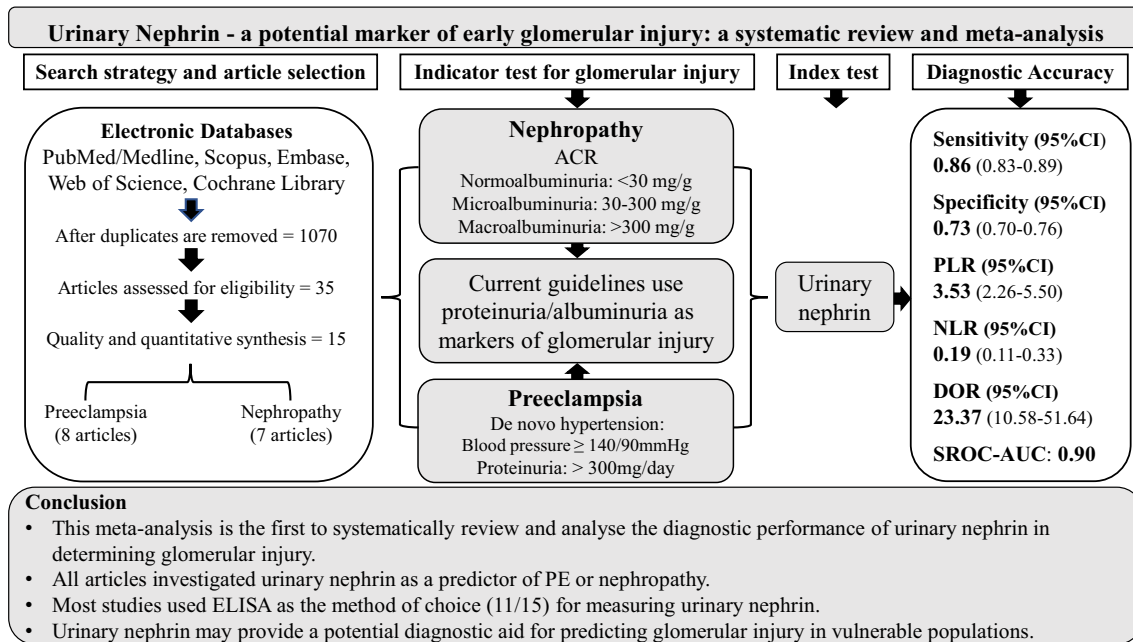 Urinary Nephrin - a potential marker of early glomerular injury: a systematic review and meta-analysis
Search strategy and article selection
Electronic Databases
PubMed/Medline, Scopus, Embase,
Web of Science, Cochrane Library
After duplicates are removed = 1070
Articles assessed for eligibility = 35
Quality and quantitative synthesis = 15
Preeclampsia
(8 articles)
Nephropathy
(7 articles)
Indicator test for glomerular injury
Nephropathy
ACR
Normoalbuminuria: <30 mg/g
Microalbuminuria: 30-300 mg/g
Macroalbuminuria: >300 mg/g
Current guidelines use
proteinuria/albuminuria as
markers of glomerular injury
Preeclampsia
De novo hypertension:
Blood pressure ≥ 140/90mmHg
Proteinuria: > 300mg/day
Index test
Urinary
nephrin
Diagnostic Accuracy
Sensitivity (95%CI)
0.86 (0.83-0.89)
Specificity (95%CI)
0.73 (0.70-0.76)
PLR (95%CI)
3.53 (2.26-5.50)
NLR (95%CI)
0.19 (0.11-0.33)
DOR (95%CI)
23.37 (10.58-51.64)
SROC-AUC: 0.90
Conclusion
• This meta-analysis is the first to systematically review and analyse the diagnostic performance of urinary nephrin in
determining glomerular injury.
• All articles investigated urinary nephrin as a predictor of PE or nephropathy.
• Most studies used ELISA as the method of choice (11/15) for measuring urinary nephrin.
• Urinary nephrin may provide a potential diagnostic aid for predicting glomerular injury in vulnerable populations.